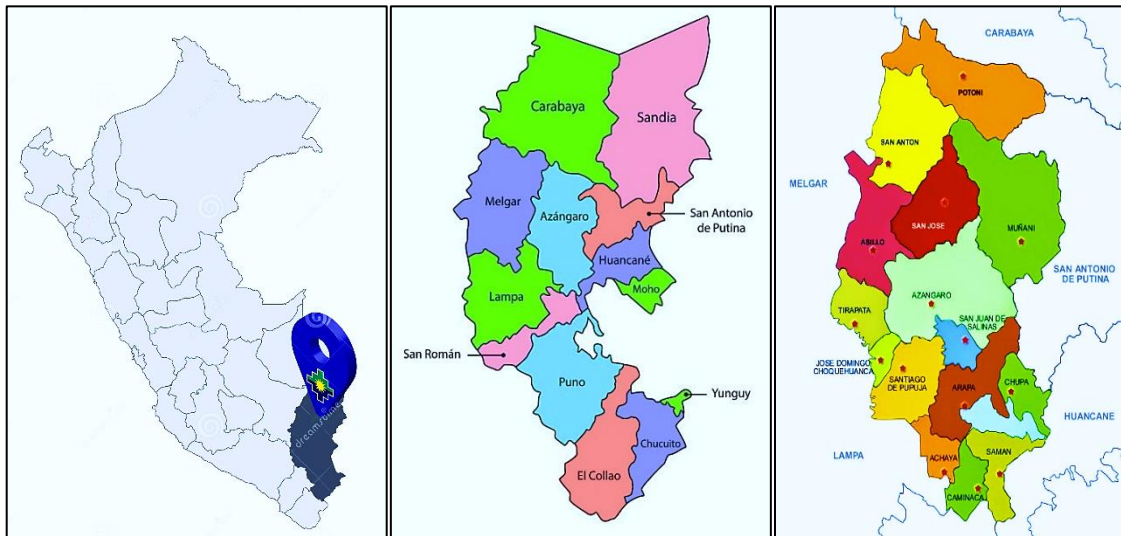 dreamstime
Carabaya
Sandia
Melgar
Azángaro
San Antonio
de Putina
Huancané
Moho
Lampa
San Román
Puno
Yunguy
Chucuito
El Collao
CARABAYA
POTONI
SAN ANTON
MELGAR
SAN JOSE
ASILLO
MUÑANI
SAN ANTONIO
DE PUTINA
AZANGARO
TIRAPATA
SAN JUAN DE
SALINAS
JOSE DOMINGO
CHOQUEHUANCA
SANTIAGO
DE PUPUJA
ARAPA
CHUPA
HUANCANE
LAMPA
ACHAYA
SAMAN
CAMINACA